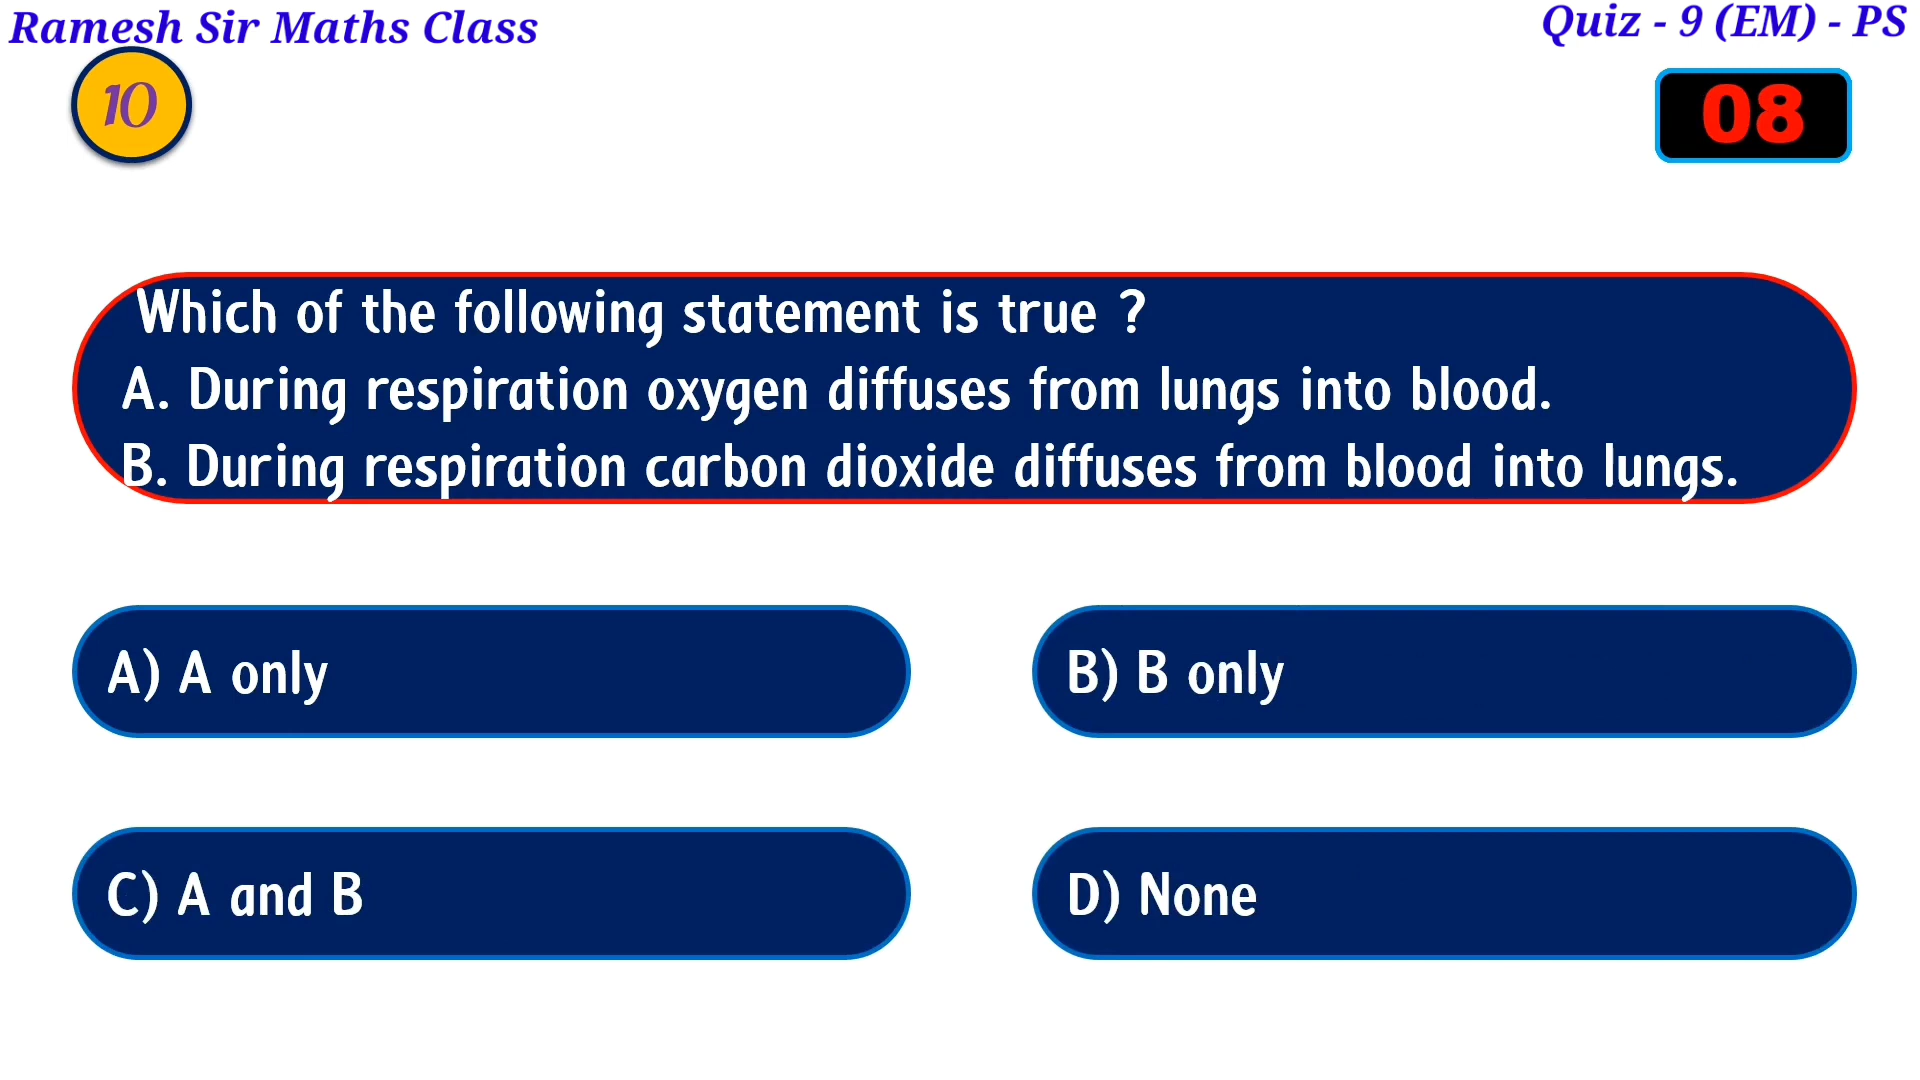 Ramesh Sir Maths Class
Quiz - 9 (EM) - PS
10
08
Which of the following statement is true ?
A. During respiration oxygen diffuses from lungs into blood.
B. During respiration carbon dioxide diffuses from blood into lungs.
A) A only
B) B only
C) A and B
D) None